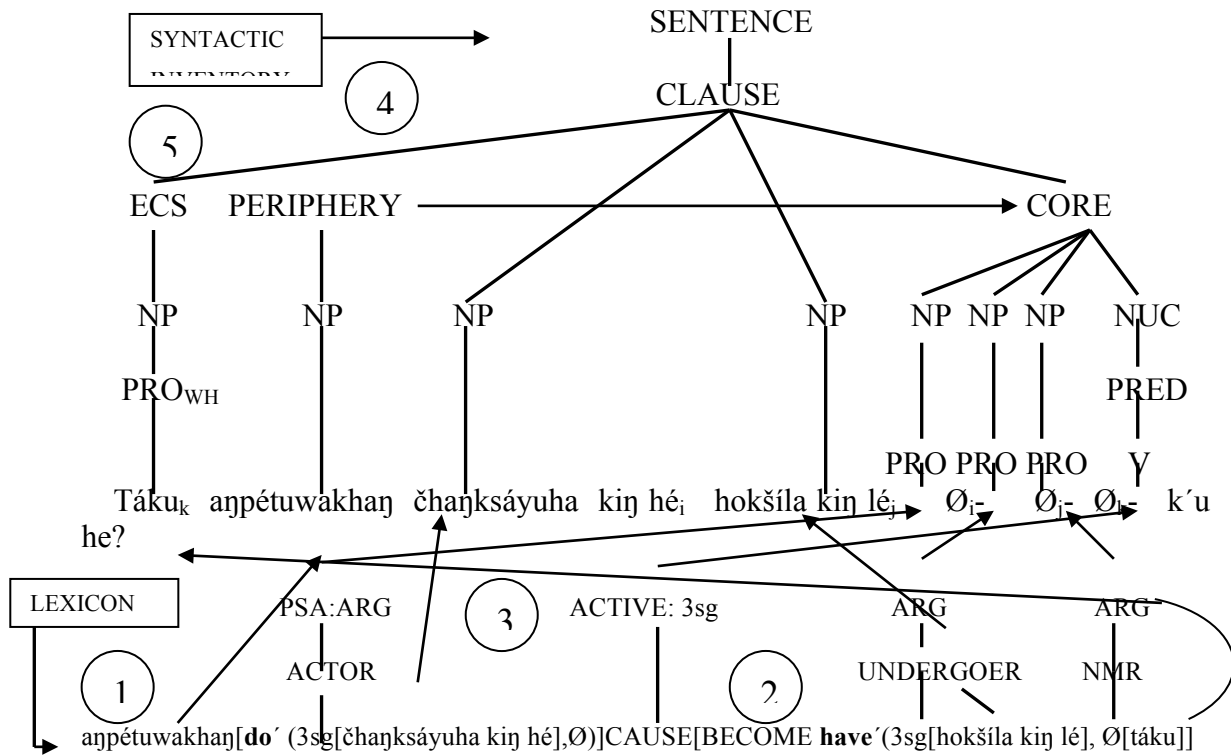 SYNTACTIC SENTENCE
INVENTORY
4 CLAUSE
5
ECS PERIPHERY CORE
NP NP NP NP NP NP NP NUC
PROWH PRED
PRO PRO PRO V
Tákuk aŋpétuwakhaŋ čhaŋksáyuha kiŋ héi hokšíla kiŋ léj Øi- Øj- Øk- k´u
he?
LEXICON PSA:ARG 3 ACTIVE: 3sg ARG ARG
1 ACTOR 2 UNDERGOER NMR
aŋpétuwakhaŋ[do´ (3sg[čhaŋksáyuha kiŋ hé],Ø)]CAUSE[BECOME have´(3sg[hokšíla kiŋ lé], Ø[táku]]